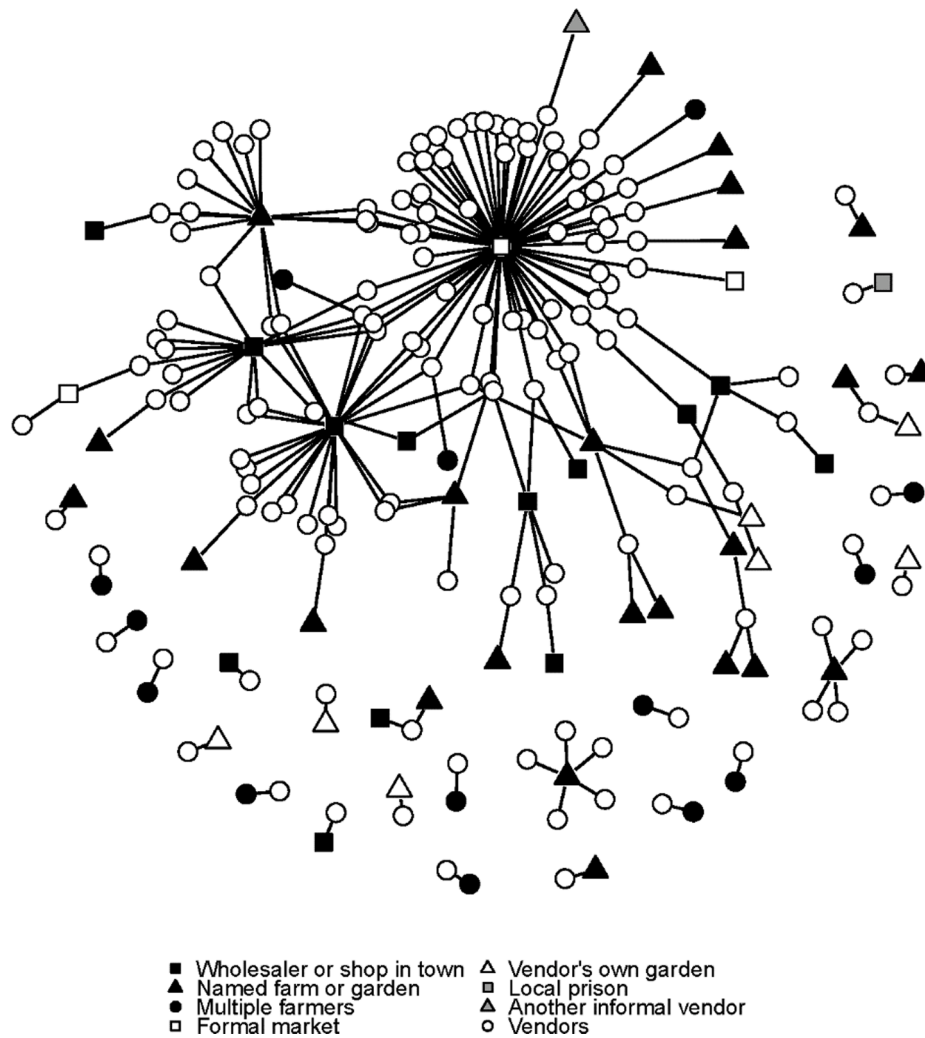 Wholesaler or shop in town
Named farm or garden
Multiple farmers
Formal market
Vendor's own garden
Local prison
Another informal vendor
Vendors